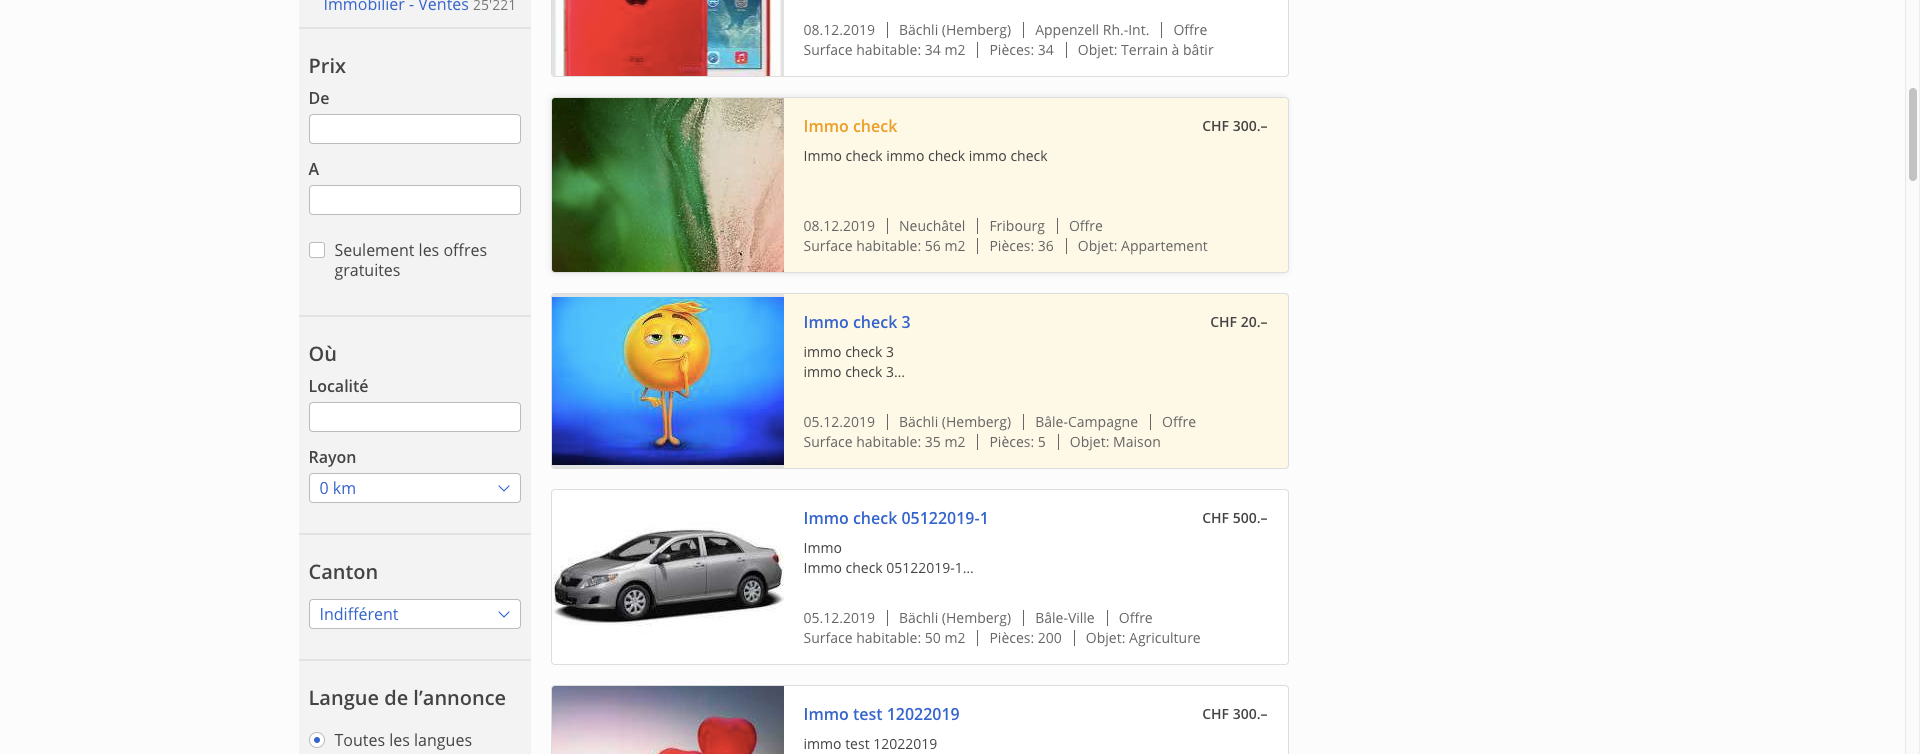 Immobilier - Ventes 25'221
Prix
De
A
Seulement les offres
gratuites
Où
Localité
Rayon
0 km
Canton
Indifférent
Langue de l’annonce
Toutes les langues
08.12.2019 | Bächli (Hemberg) | Appenzell Rh.-Int. | Offre
Surface habitable: 34 m2 | Pièces: 34 | Objet: Terrain à bâtir
Immo check
CHF 300.–
Immo check immo check immo check
08.12.2019 | Neuchâtel | Fribourg | Offre
Surface habitable: 56 m2 | Pièces: 36 | Objet: Appartement
Immo check 3
CHF 20.–
immo check 3
immo check 3...
05.12.2019 | Bächli (Hemberg) | Bâle-Campagne | Offre
Surface habitable: 35 m2 | Pièces: 5 | Objet: Maison
Immo check 05122019-1
CHF 500.–
Immo
Immo check 05122019-1...
05.12.2019 | Bächli (Hemberg) | Bâle-Ville | Offre
Surface habitable: 50 m2 | Pièces: 200 | Objet: Agriculture
Immo test 12022019
CHF 300.–
immo test 12022019